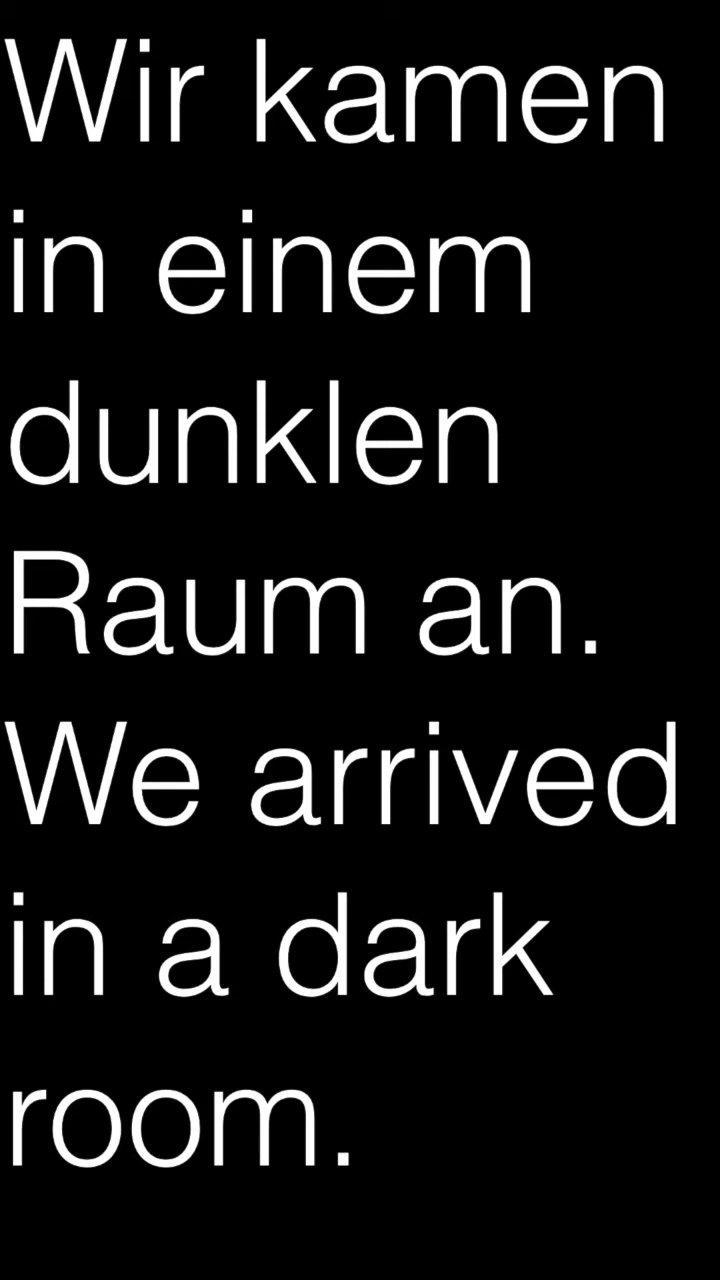 Wir kamen
in einem
dunklen
Raum an.
We arrived
in a dark
room.